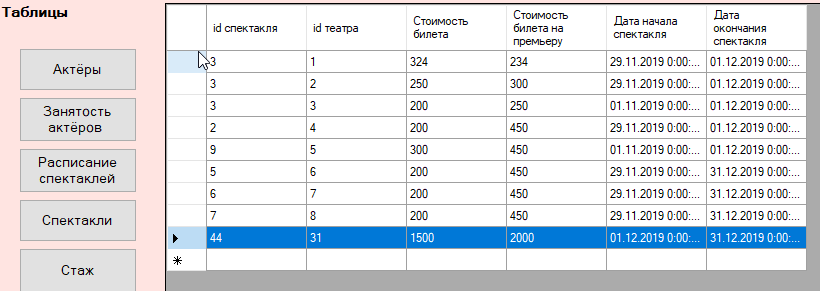 Таблицы
Актёры
Занятость
актёров
Расписание
спектаклей
Спектакли
Стаж
id спектакля id театра Стоимость билета Стоимость билета на премьеру Дата начала спектакля Дата окончания спектакля
3 1 324 234 29.11.2019 0:00:... 01.12.2019 0:00:...
3 2 250 300 29.11.2019 0:00:... 01.12.2019 0:00:...
3 3 200 250 01.11.2019 0:00:... 01.12.2019 0:00:...
2 4 200 450 29.11.2019 0:00:... 01.12.2019 0:00:...
9 5 300 450 01.11.2019 0:00:... 01.12.2019 0:00:...
5 6 200 450 29.11.2019 0:00:... 31.12.2019 0:00:...
6 7 200 450 29.11.2019 0:00:... 31.12.2019 0:00:...
7 8 200 450 29.11.2019 0:00:... 31.12.2019 0:00:...
44 31 1500 2000 01.12.2019 0:00:... 31.12.2019 0:00:...